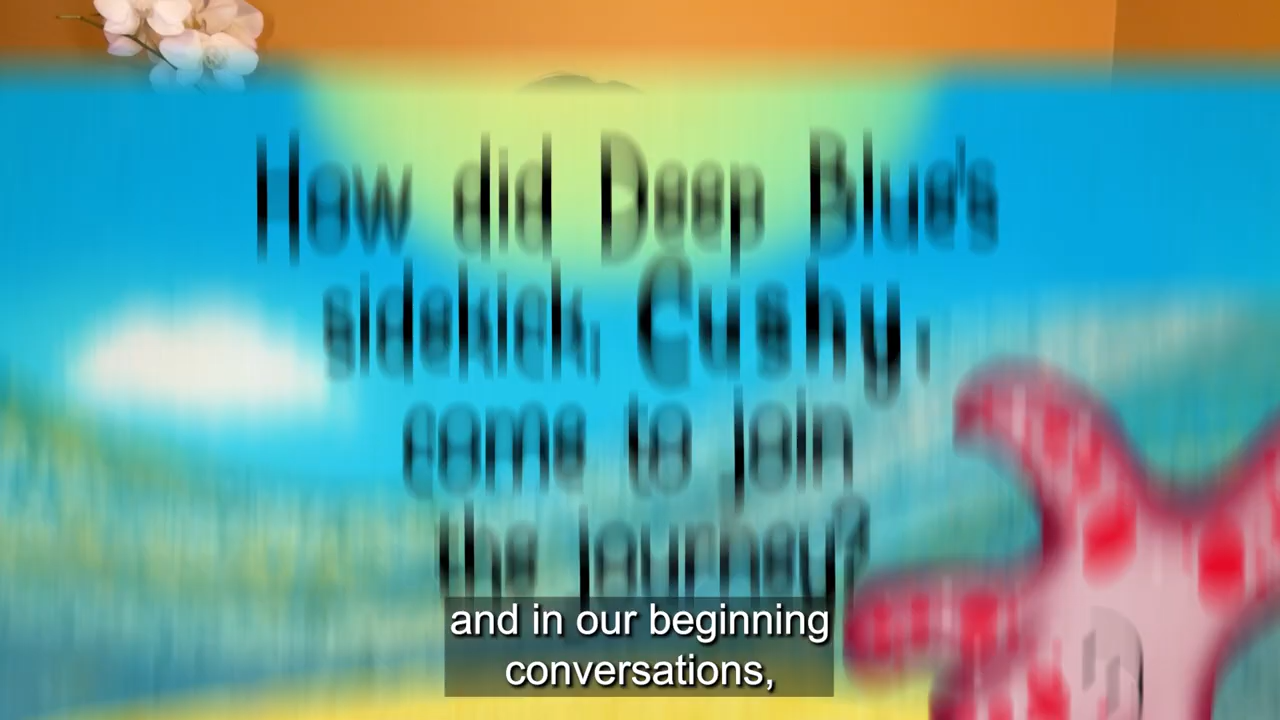 How did Deep Blue's
sidekick, Cushy,
come to join
the journey?
and in our beginning
conversations,